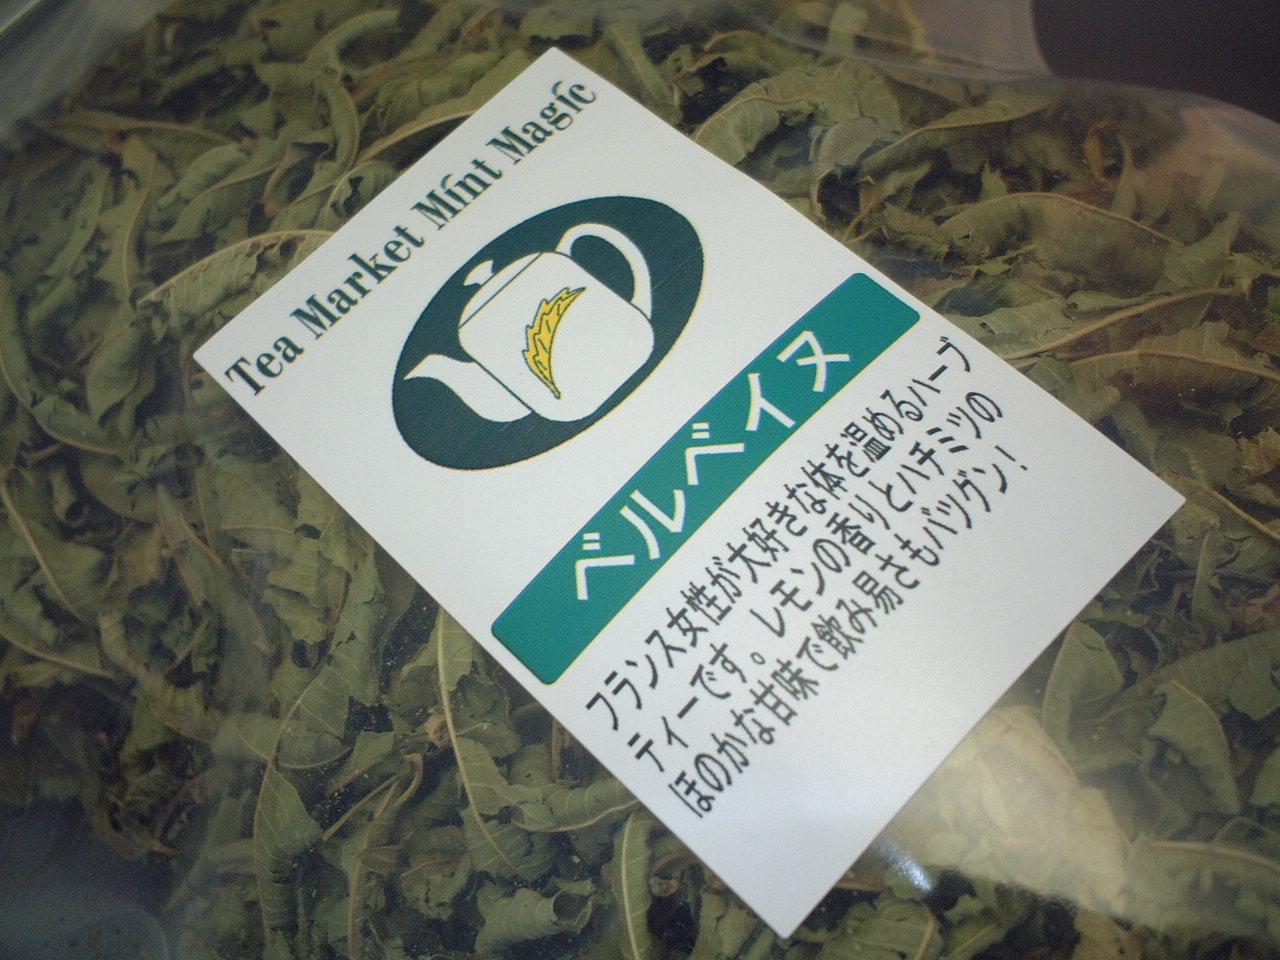 Tea Market Mint Magic
ベルベイヌ
フランス女性が大好きな体を温めるハーブ
ティーです。レモンの香りとハチミツの
ほのかな甘味で飲み易さもバツグン！